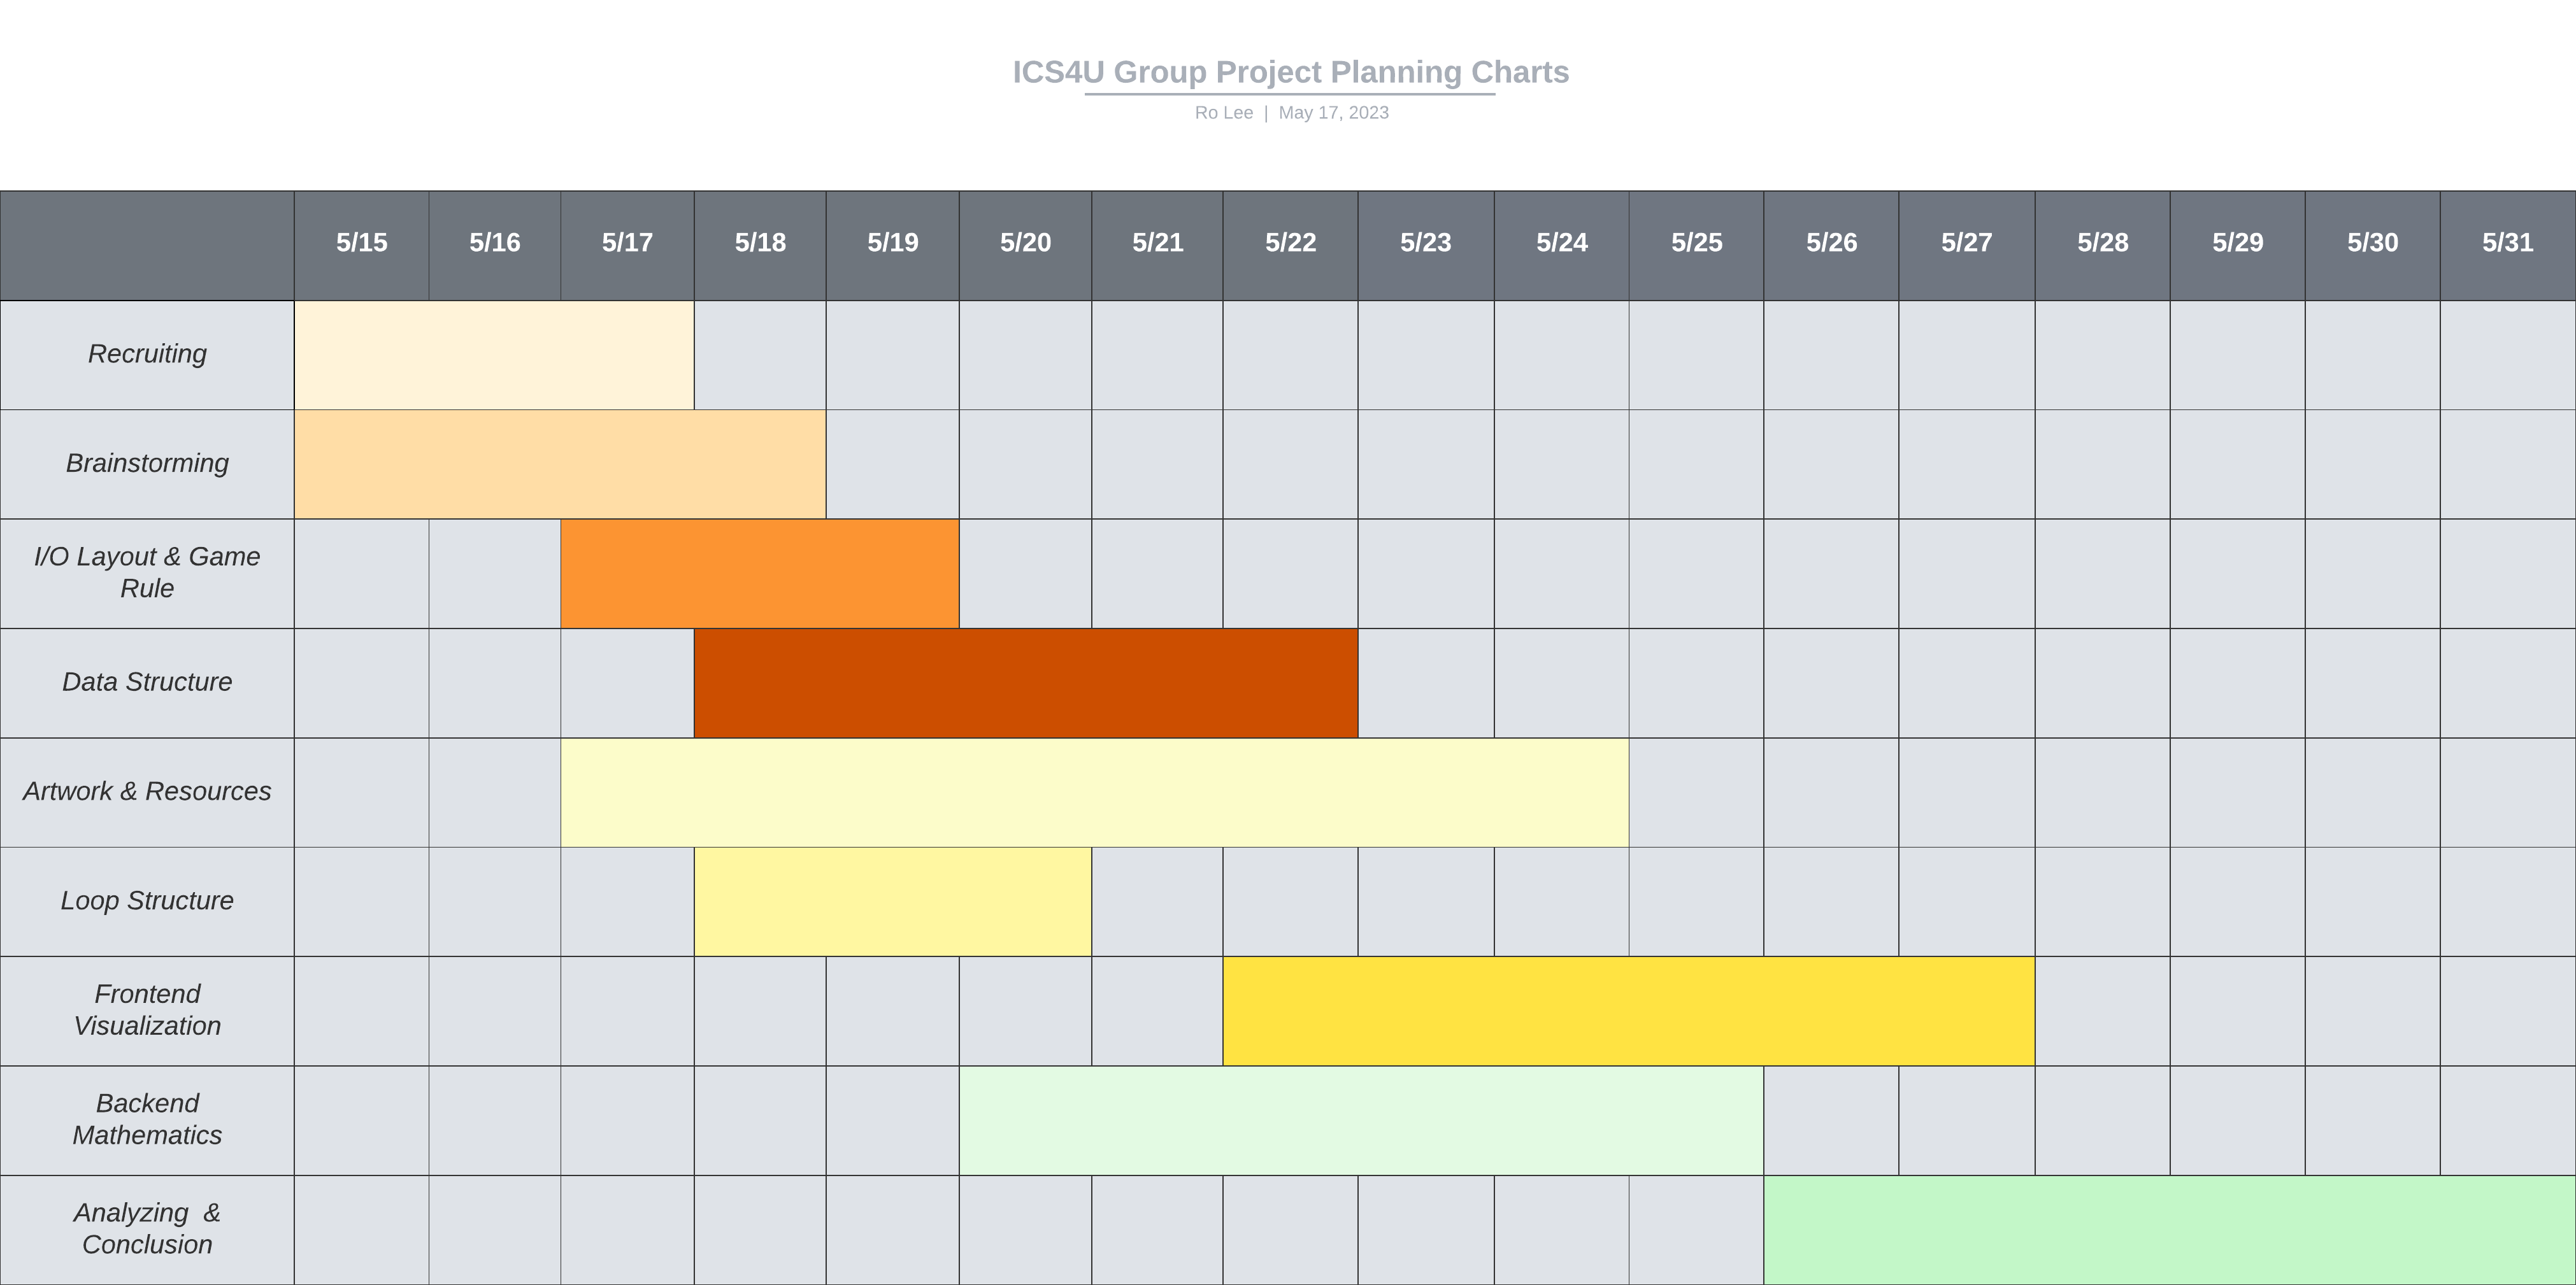 ICS4U Group Project Planning Charts
Ro Lee | May 17, 2023
5/15 5/16 5/17 5/18 5/19 5/20 5/21 5/22 5/23 5/24 5/25 5/26 5/27 5/28 5/29 5/30 5/31
Recruiting
Brainstorming
I/O Layout & Game
Rule
Data Structure
Artwork & Resources
Loop Structure
Frontend
Visualization
Backend
Mathematics
Analyzing & 
Conclusion